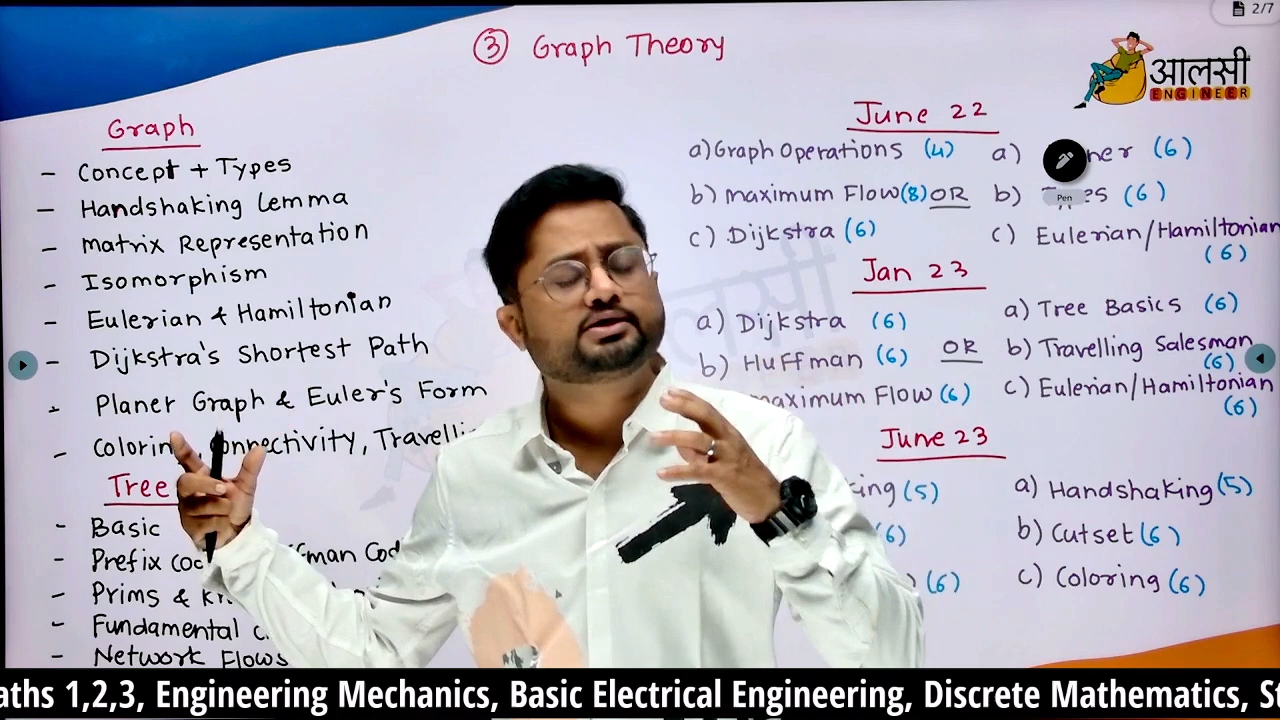 2/7
③ Graph Theory
आलसी
ENGINEER
Graph
- Concept + Types
- Handshaking Lemma
- Matrix Representation
- Isomorphism
- Eulerian & Hamiltonian
- Dijkstra's Shortest Path
- Planer Graph & Euler's Form
- Coloring, Connectivity,
Tree
- Basic
- Prefix
- Prims &
- Fundamental
- Network Flows
June 22
a) Graph Operations (4)
b) Maximum Flow (8) OR
c) Dijkstra (6)
a) (6)
Pen
b) (6)
c) Eulerian/Hamiltonian
(6)
Jan 23
a) Dijkstra (6)
b) Huffman (6) OR
Maximum Flow (6)
a) Tree Basics (6)
b) Travelling Salesman
(6)
c) Eulerian/Hamiltonian
(6)
June 23
(5)
(6)
(6)
a) Handshaking (5)
b) Cutset (6)
c) Coloring (6)
आलसी
1,2,3, Engineering Mechanics, Basic Electrical Engineering, Discrete Mathematics,